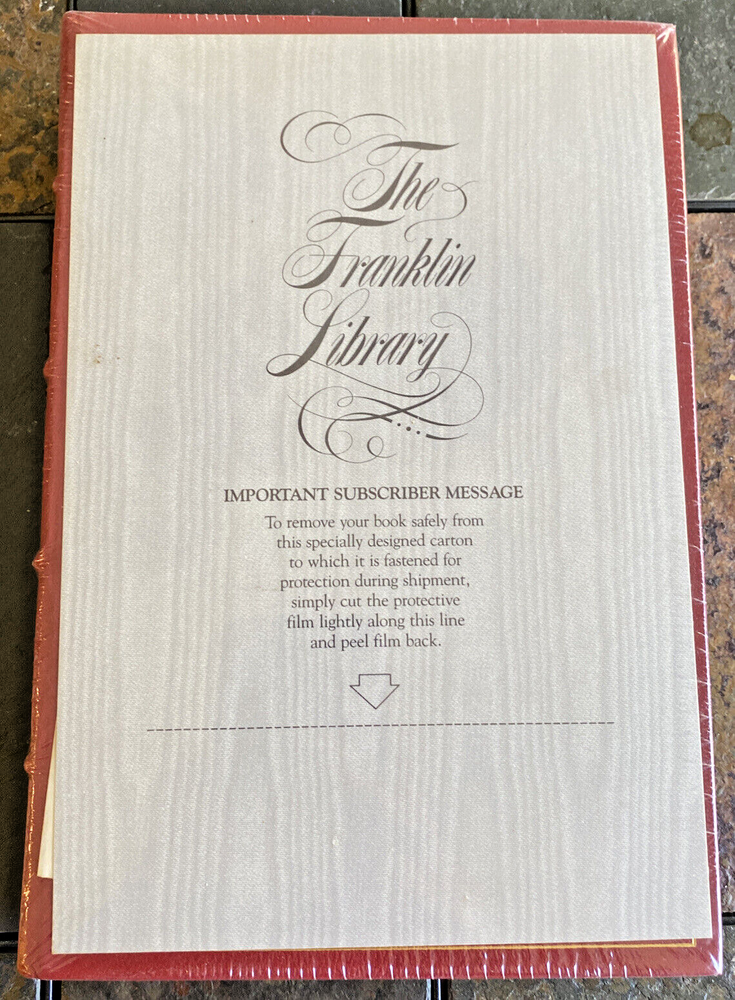 The
Franklin
Library
IMPORTANT SUBSCRIBER MESSAGE
To remove your book safely from
this specially designed carton
to which it is fastened for
protection during shipment,
simply cut the protective
film lightly along this line
and peel film back.